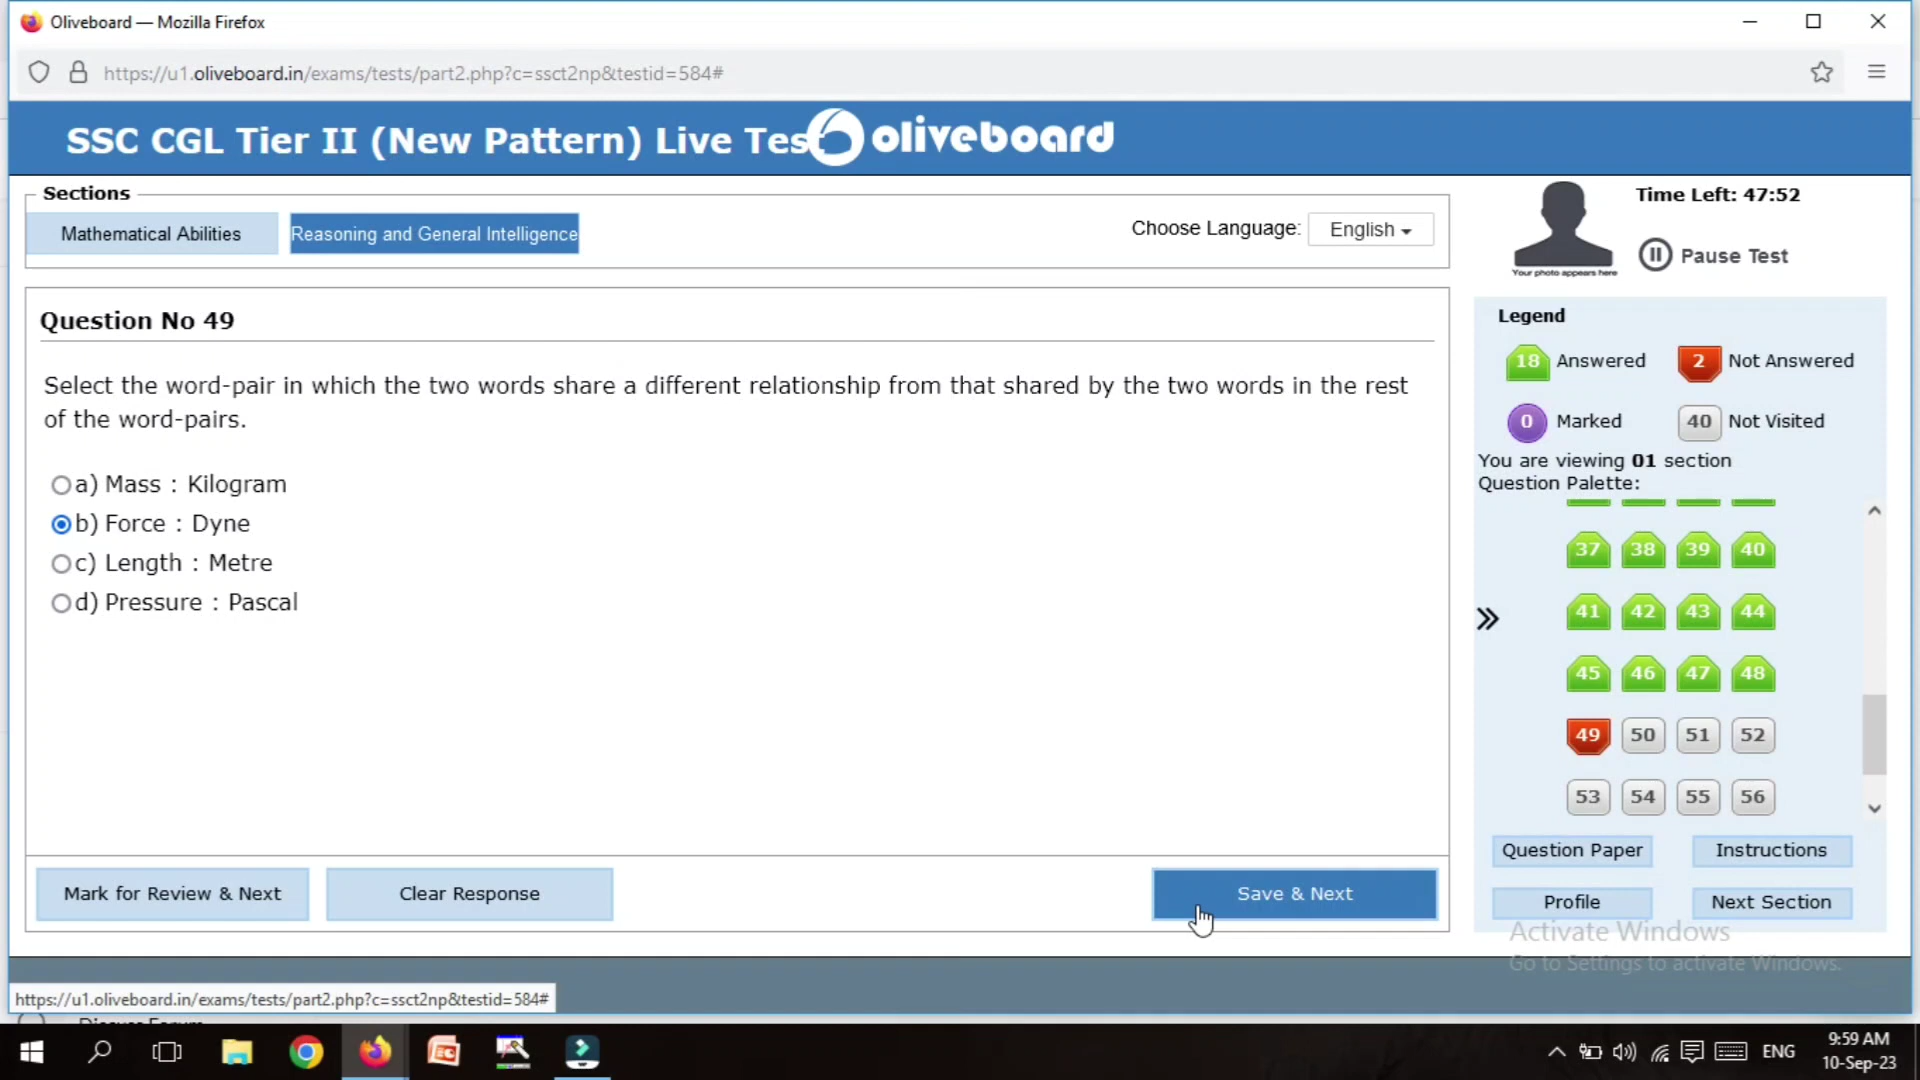 Oliveboard — Mozilla Firefox
https://u1.oliveboard.in/exams/tests/part2.php?c=ssct2np&testid=584#
SSC CGL Tier II (New Pattern) Live Tes
oliveboard
Sections
Mathematical Abilities
Reasoning and General Intelligence
Choose Language:
English
Your photo appears here
Time Left: 47:52
Pause Test
Question No 49
Select the word-pair in which the two words share a different relationship from that shared by the two words in the rest
of the word-pairs.
a) Mass : Kilogram
b) Force : Dyne
c) Length : Metre
d) Pressure : Pascal
Mark for Review & Next
Clear Response
Save & Next
Legend
18 Answered
2 Not Answered
0 Marked
40 Not Visited
You are viewing 01 section
Question Palette:
37 38 39 40
41 42 43 44
45 46 47 48
49 50 51 52
53 54 55 56
Question Paper
Instructions
Profile
Next Section
Activate Windows
Go to Settings to activate Windows.
https://u1.oliveboard.in/exams/tests/part2.php?c=ssct2np&testid=584#
ENG
9:59 AM
10-Sep-23